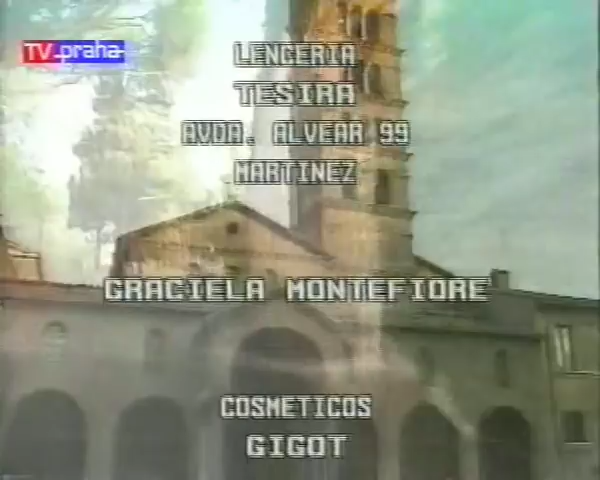 TV praha
LENCERIA
TESIRA
AVDA. ALVEAR 99
MARTINEZ
GRACIELA MONTEFIORE
COSMETICOS
GIGOT